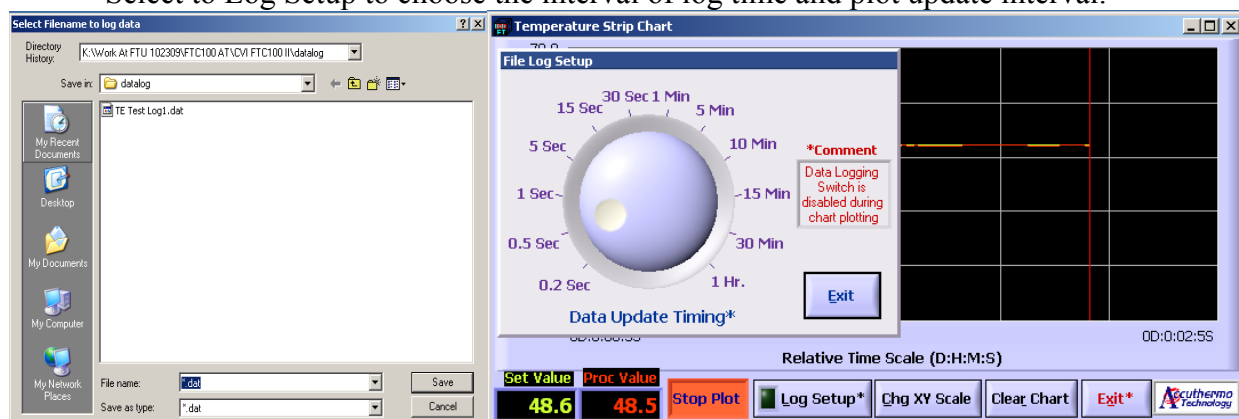 Select to Log Setup to choose the interval of log time and plot update interval.
Select Filename to log data
Directory History:
K:\Work At FTU 102309\FTC100 AT\CVI FTC100 II\datalog
Save in:
datalog
TE Test Log1.dat
My Recent Documents
Desktop
My Documents
My Computer
My Network Places
File name:
*.dat
Save
Save as type:
*.dat
Cancel
Temperature Strip Chart
File Log Setup
30 Sec 1 Min
15 Sec 5 Min
5 Sec 10 Min
1 Sec 15 Min
0.5 Sec 30 Min
0.2 Sec 1 Hr.
Data Update Timing*
*Comment
Data Logging
Switch is
disabled during
chart plotting
Exit
0D:0:02:55
Relative Time Scale (D:H:M:S)
Set Value Proc Value
48.6 48.5
Stop Plot
Log Setup*
Chg XY Scale
Clear Chart
Exit*
Accuthermo
Technology